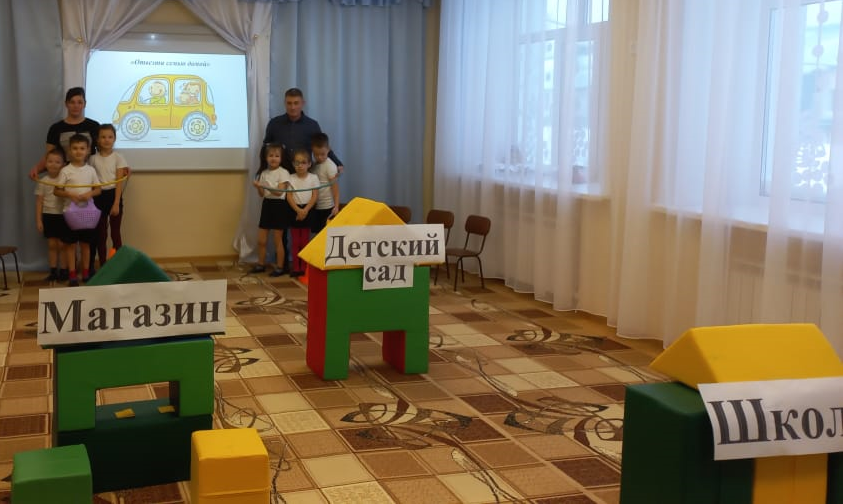 «Отвези семью домой»
Детский
сад
Магазин
Школ